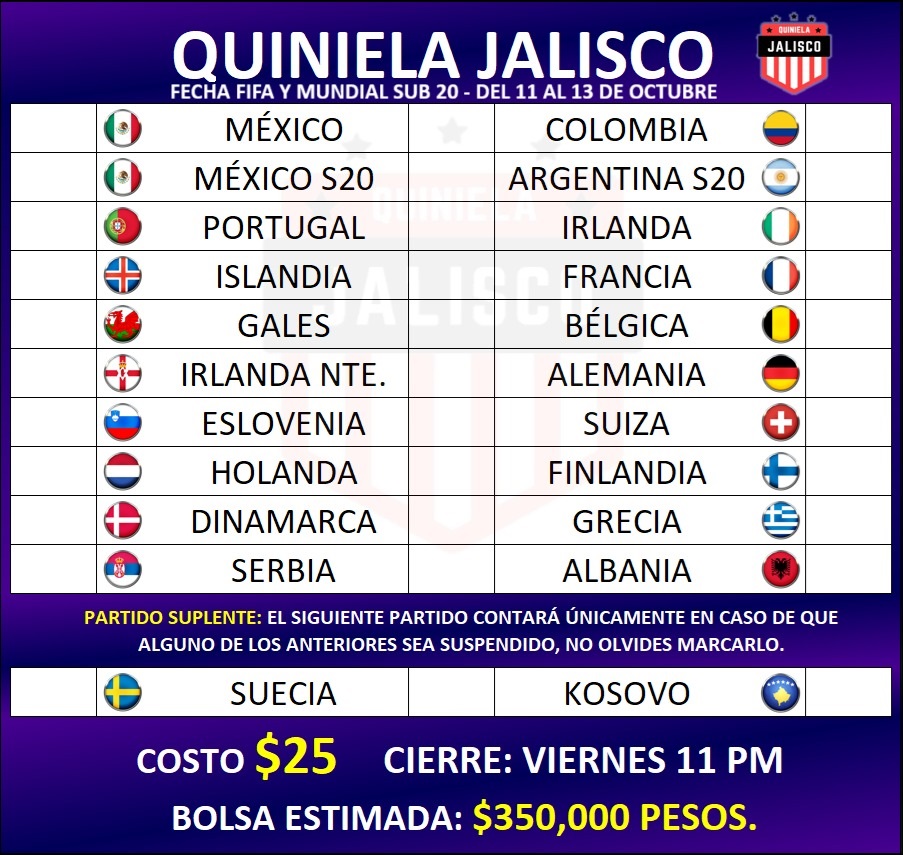 QUINIELA JALISCO
QUINIELA
JALISCO
FECHA FIFA Y MUNDIAL SUB 20 - DEL 11 AL 13 DE OCTUBRE
MÉXICO COLOMBIA
MÉXICO S20 ARGENTINA S20
QUINIELA
PORTUGAL IRLANDA
ISLANDIA FRANCIA
JALISCO
GALES BÉLGICA
IRLANDA NTE. ALEMANIA
ESLOVENIA SUIZA
HOLANDA FINLANDIA
DINAMARCA GRECIA
SERBIA ALBANIA
PARTIDO SUPLENTE: EL SIGUIENTE PARTIDO CONTARÁ ÚNICAMENTE EN CASO DE QUE
ALGUNO DE LOS ANTERIORES SEA SUSPENDIDO, NO OLVIDES MARCARLO.
SUECIA KOSOVO
COSTO $25 CIERRE: VIERNES 11 PM
BOLSA ESTIMADA: $350,000 PESOS.